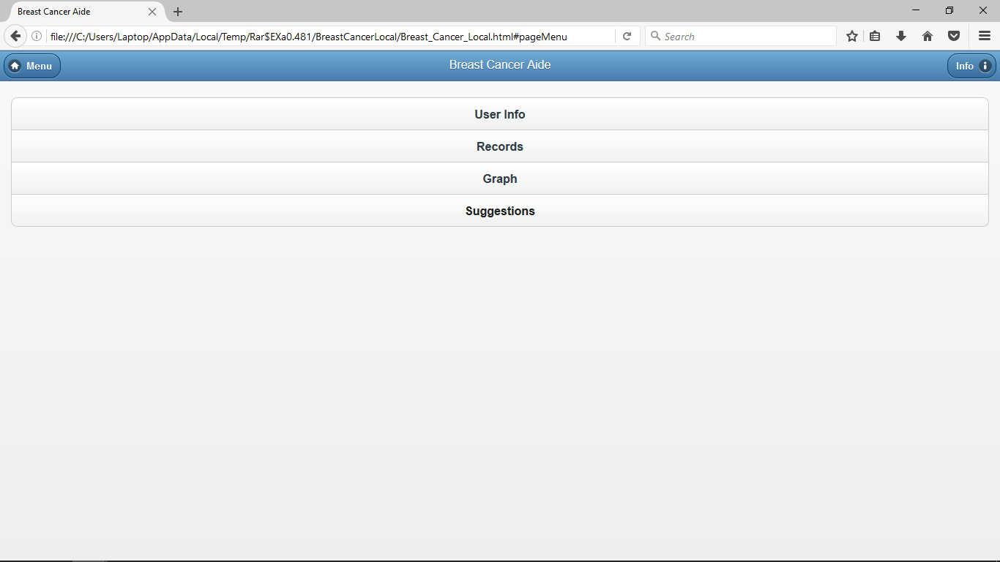 Breast Cancer Aide
file:///C:/Users/Laptop/AppData/Local/Temp/Rar$EXa0.481/BreastCancerLocal/Breast_Cancer_Local.html#pageMenu
Search
Menu
Breast Cancer Aide
Info
User Info
Records
Graph
Suggestions